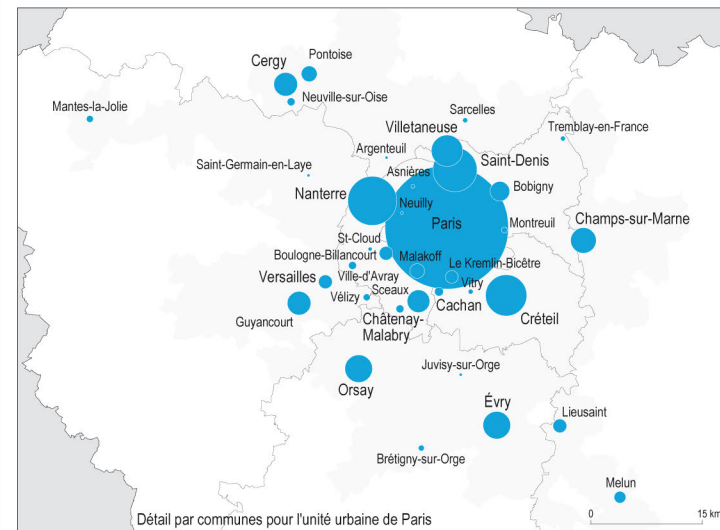 Pontoise
Cergy
Neuville-sur-Oise
Mantes-la-Jolie
Sarcelles
Villetaneuse
Tremblay-en-France
Argenteuil
Saint-Denis
Saint-Germain-en-Laye
Asnières
Bobigny
Nanterre
Neuilly
Paris
Montreuil
Champs-sur-Marne
St-Cloud
Boulogne-Billancourt
Malakoff
Le Kremlin-Bicêtre
Versailles
Ville-d'Avray
Vitry
Sceaux
Vélizy
Cachan
Guyancourt
Châtenay-
Malabry
Créteil
Juvisy-sur-Orge
Orsay
Évry
Lieusaint
Brétigny-sur-Orge
Melun
Détail par communes pour l'unité urbaine de Paris
0 15 km